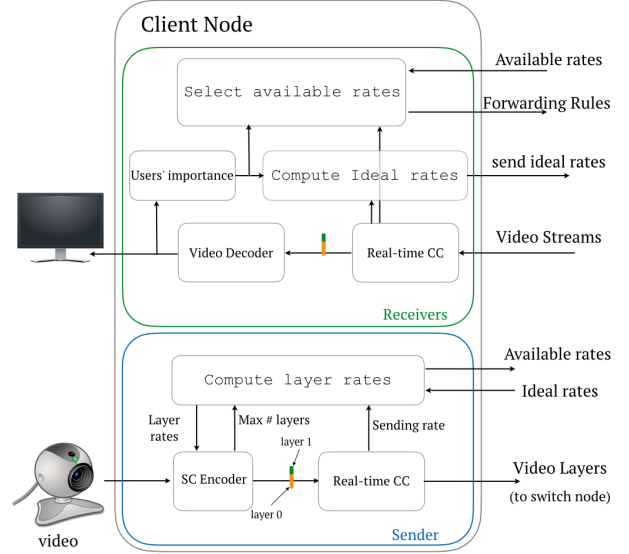 Client Node
Available rates
Select available rates
Forwarding Rules
Users' importance
Compute Ideal rates
send ideal rates
Video Decoder
Real-time CC
Video Streams
Receivers
Available rates
Compute layer rates
Ideal rates
Layer
rates
Max # layers
Sending rate
layer 1
SC Encoder
Real-time CC
Video Layers
(to switch node)
layer 0
video
Sender